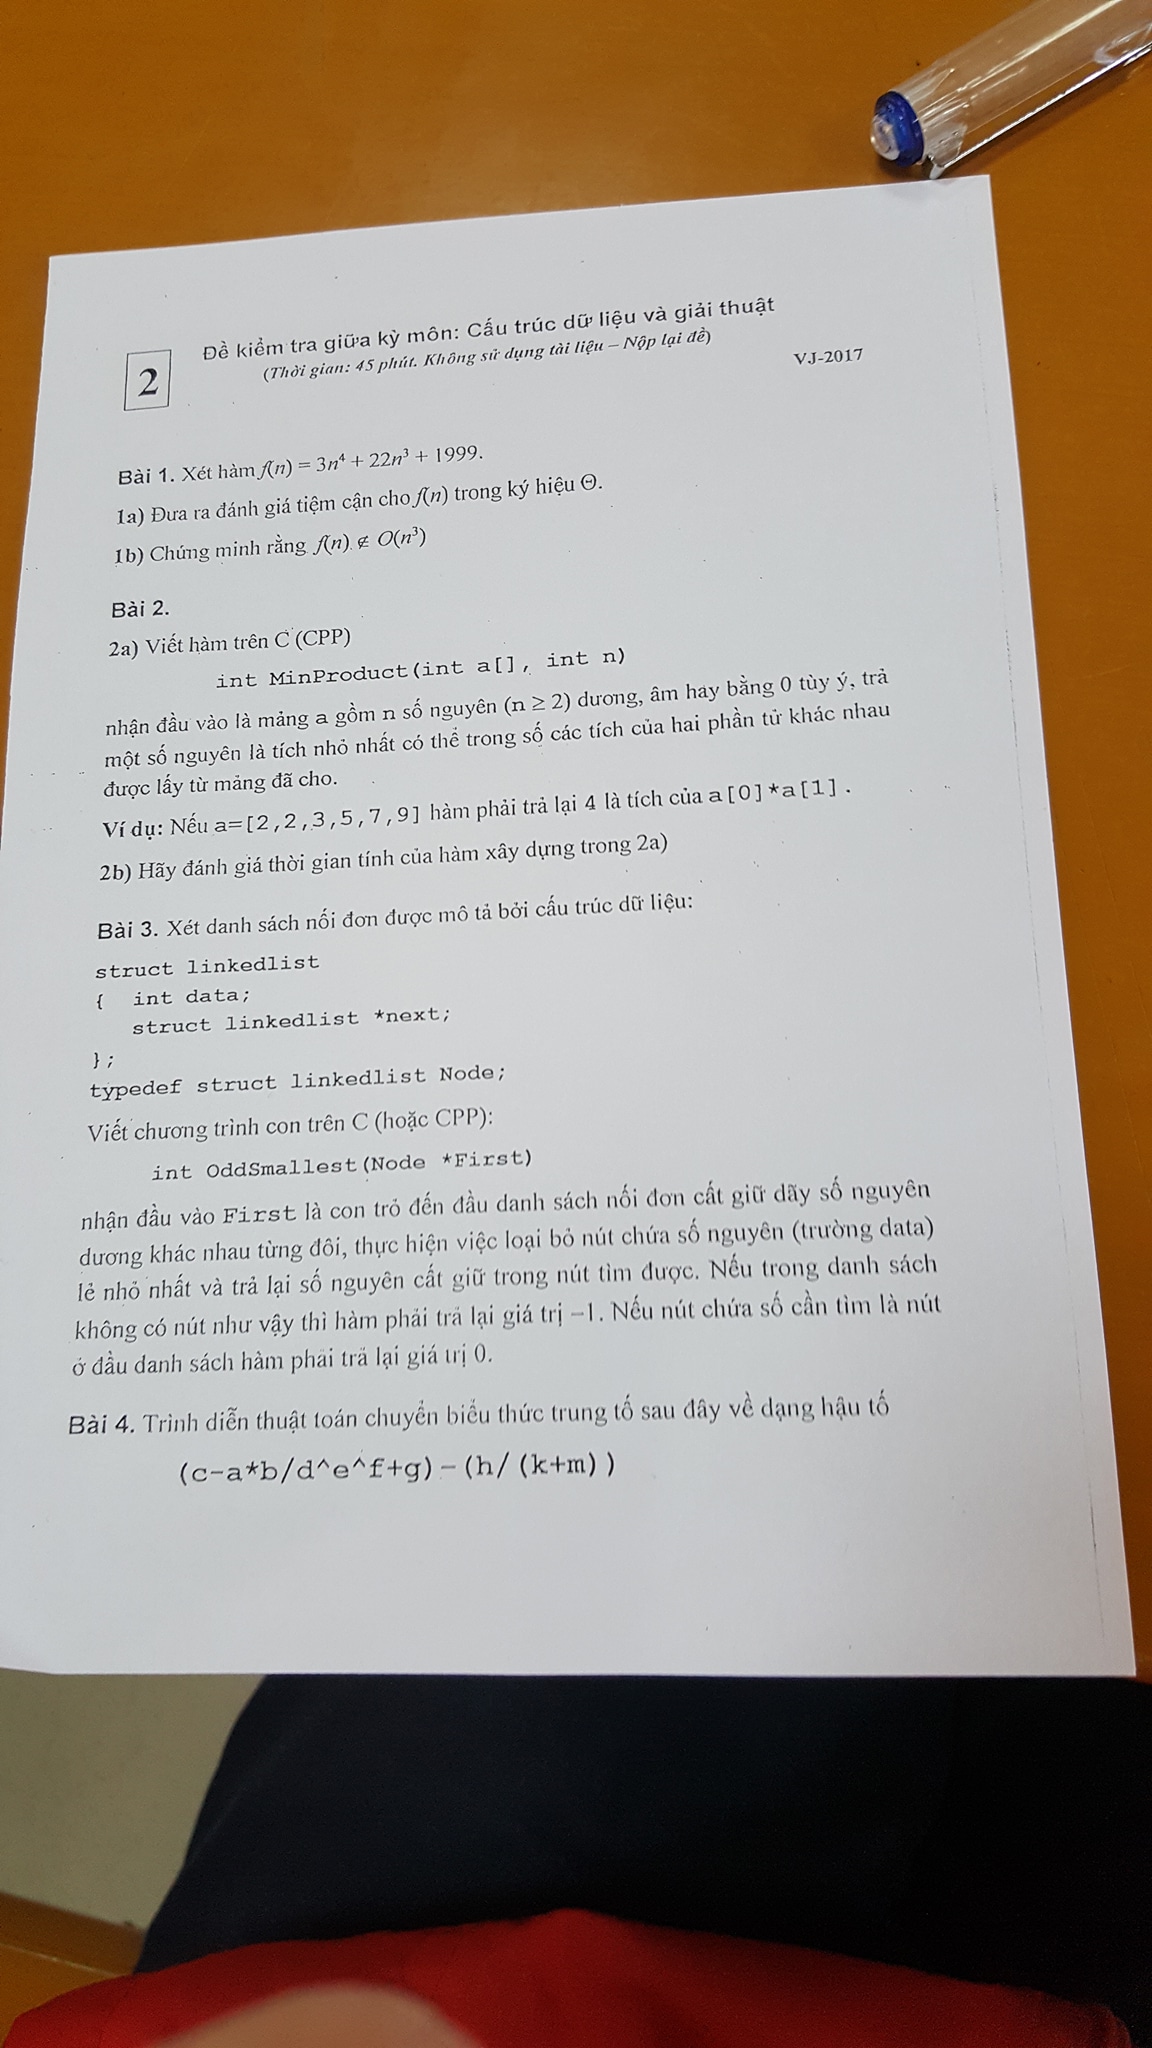 2
Đề kiểm tra giữa kỳ môn: Cấu trúc dữ liệu và giải thuật
(Thời gian: 45 phút. Không sử dụng tài liệu – Nộp lại đề)
VJ-2017
Bài 1. Xét hàm f(n) = 3n⁴ + 22n³ + 1999.
1a) Đưa ra đánh giá tiệm cận cho f(n) trong ký hiệu Θ.
1b) Chứng minh rằng f(n) ∉ O(n³)
Bài 2.
2a) Viết hàm trên C (CPP)
int MinProduct(int a[], int n)
nhận đầu vào là mảng a gồm n số nguyên (n ≥ 2) dương, âm hay bằng 0 tùy ý, trả
một số nguyên là tích nhỏ nhất có thể trong số các tích của hai phần tử khác nhau
được lấy từ mảng đã cho.
Ví dụ: Nếu a=[2,2,3,5,7,9] hàm phải trả lại 4 là tích của a[0]*a[1].
2b) Hãy đánh giá thời gian tính của hàm xây dựng trong 2a)
Bài 3. Xét danh sách nối đơn được mô tả bởi cấu trúc dữ liệu:
struct linkedlist
{ int data;
struct linkedlist *next;
};
typedef struct linkedlist Node;
Viết chương trình con trên C (hoặc CPP):
int OddSmallest(Node *First)
nhận đầu vào First là con trỏ đến đầu danh sách nối đơn cất giữ dãy số nguyên
dương khác nhau từng đôi, thực hiện việc loại bỏ nút chứa số nguyên (trường data)
lẻ nhỏ nhất và trả lại số nguyên cất giữ trong nút tìm được. Nếu trong danh sách
không có nút như vậy thì hàm phải trả lại giá trị –1. Nếu nút chứa số cần tìm là nút
ở đầu danh sách hàm phải trả lại giá trị 0.
Bài 4. Trình diễn thuật toán chuyển biểu thức trung tố sau đây về dạng hậu tố
(c-a*b/d^e^f+g)-(h/(k+m))